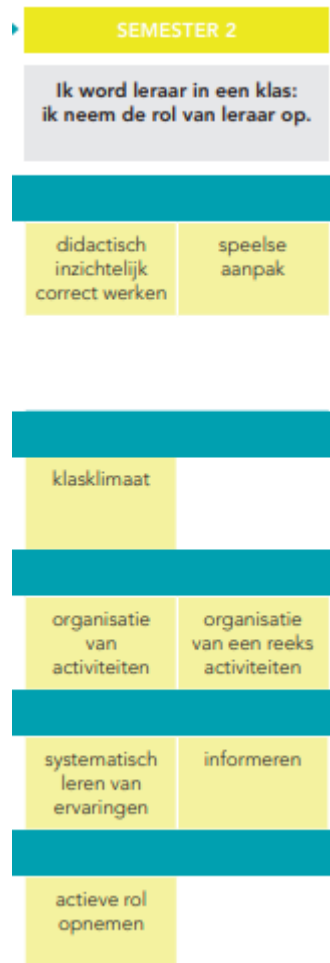 SEMESTER 2
Ik word leraar in een klas:
ik neem de rol van leraar op.
didactisch
inzichtelijk
correct werken
speelse
aanpak
klasklimaat
organisatie
van
activiteiten
organisatie
van een reeks
activiteiten
systematisch
leren van
ervaringen
informeren
actieve rol
opnemen